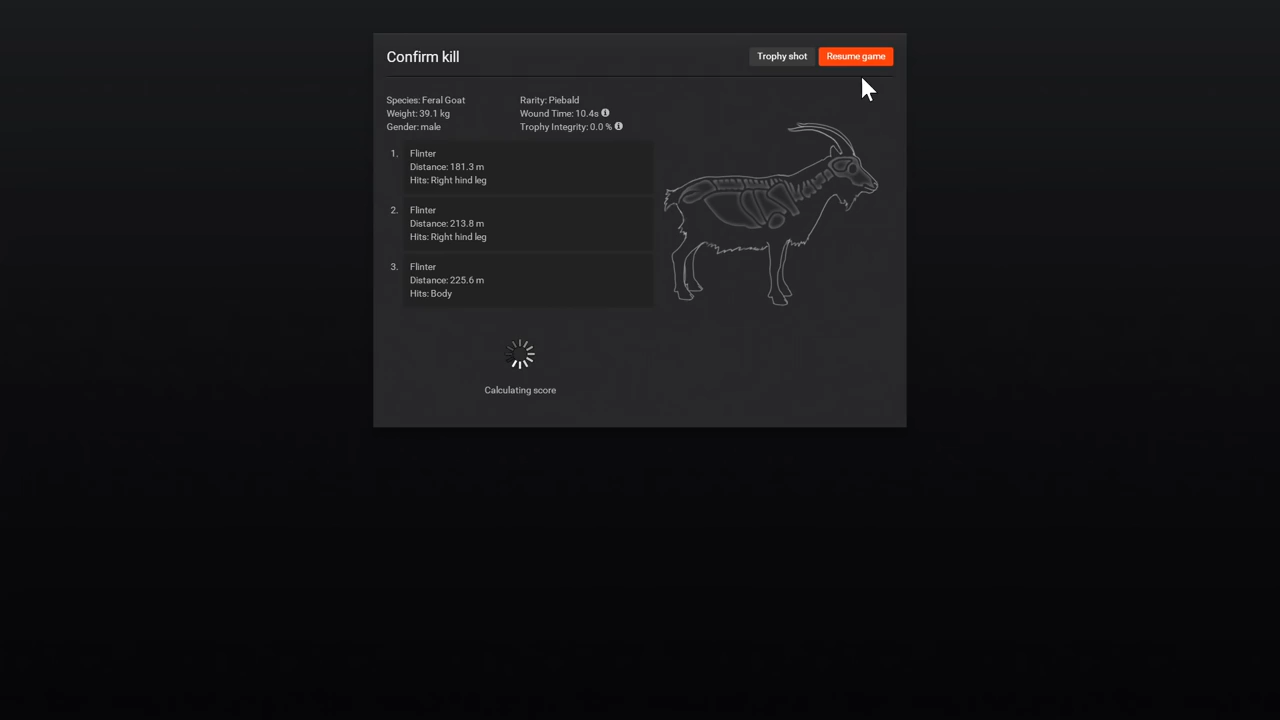 Confirm kill
Trophy shot
Resume game
Species: Feral Goat
Weight: 39.1 kg
Gender: male
Rarity: Piebald
Wound Time: 10.4s
Trophy Integrity: 0.0 %
1. Flinter
Distance: 181.3 m
Hits: Right hind leg
2. Flinter
Distance: 213.8 m
Hits: Right hind leg
3. Flinter
Distance: 225.6 m
Hits: Body
Calculating score